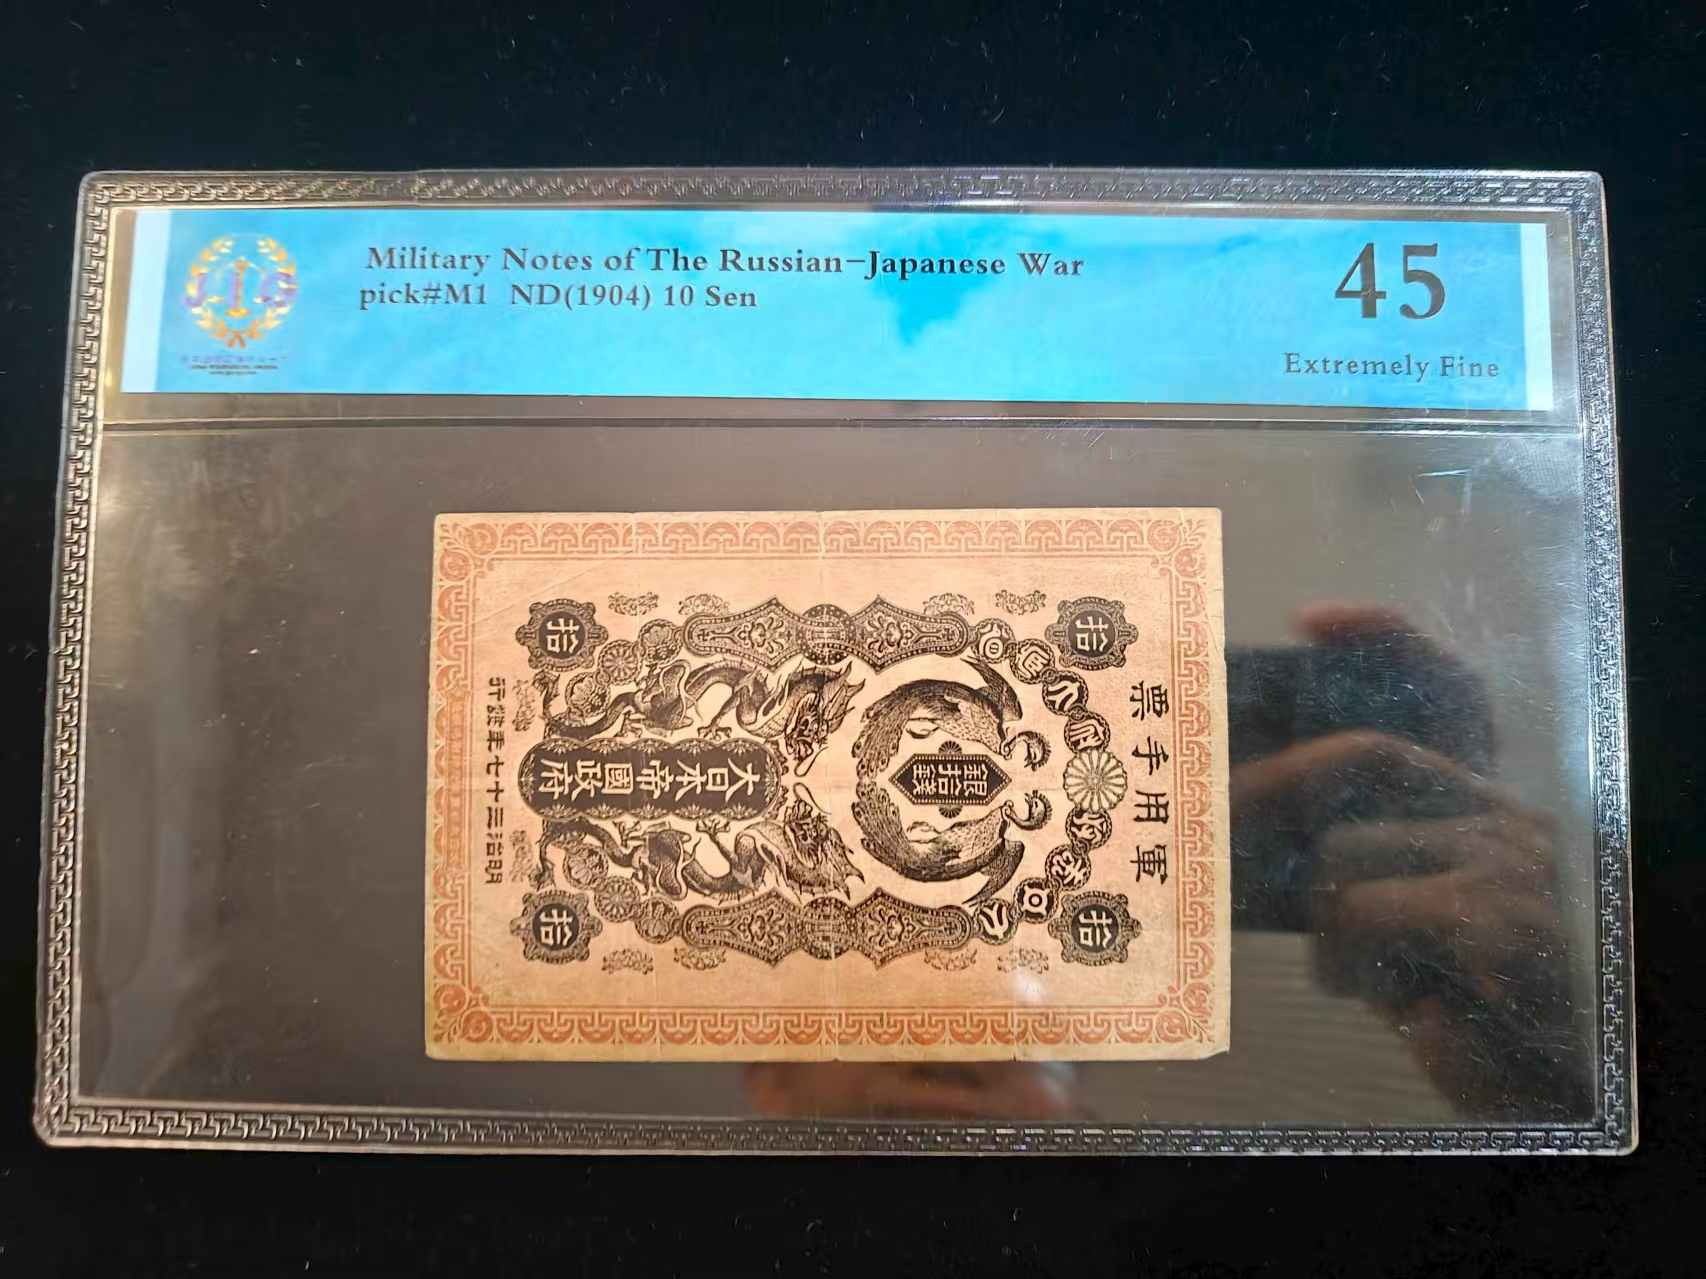 Military Notes of The Russian-Japanese War
pick#M1 ND(1904) 10 Sen
45
Extremely Fine
軍用手票
拾
拾
銀拾錢
大日本帝國政府
拾
拾
明治三十七年發行